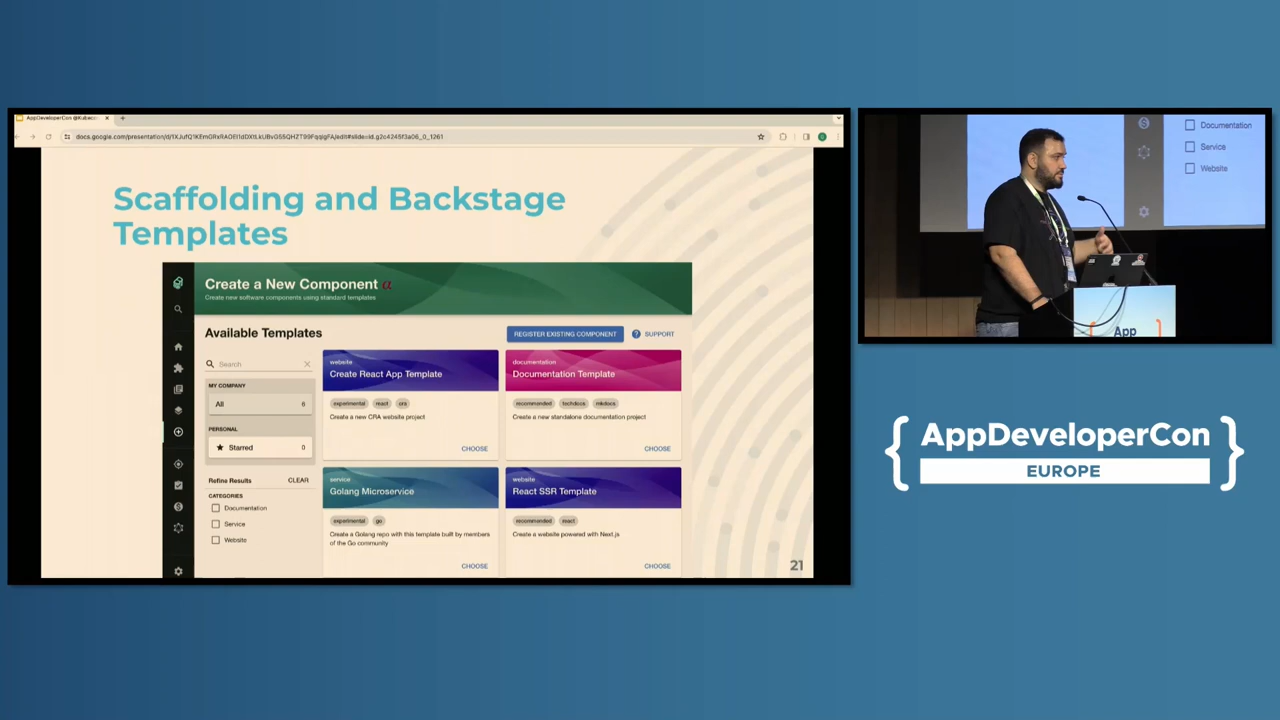 AppDeveloperCon @Kubeco
Scaffolding and Backstage
Templates
Create a New Component α
Create new software components using standard templates
Available Templates
REGISTER EXISTING COMPONENT
SUPPORT
Search
MY COMPANY
All 6
PERSONAL
Starred 0
Refine Results CLEAR
CATEGORIES
Documentation
Service
Website
website
Create React App Template
experimental react cra
Create a new CRA website project
CHOOSE
documentation
Documentation Template
recommended techdocs mkdocs
Create a new standalone documentation project
CHOOSE
service
Golang Microservice
experimental go
Create a Golang repo with this template built by members
of the Go community
CHOOSE
website
React SSR Template
recommended react
Create a website powered with Next.js
CHOOSE
21
Documentation
Service
Website
App
AppDeveloperCon
EUROPE